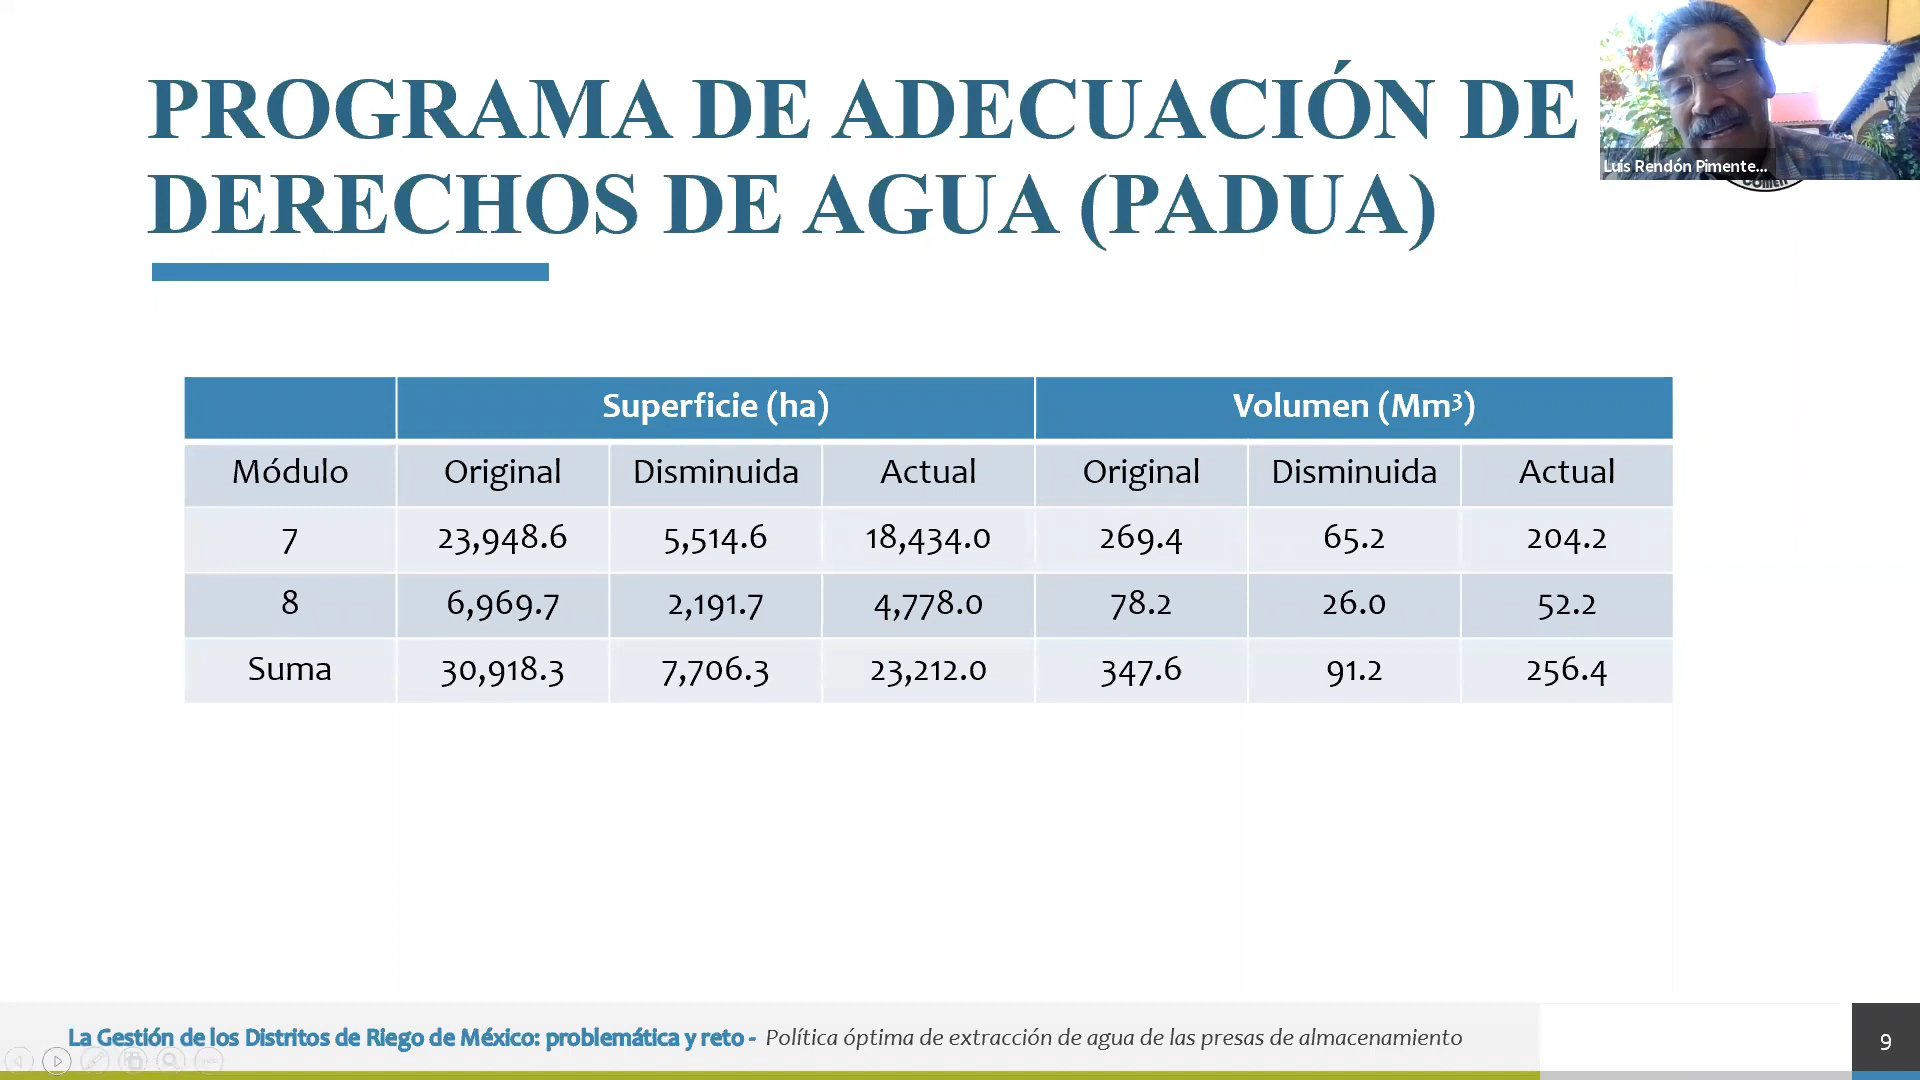 PROGRAMA DE ADECUACIÓN DE
DERECHOS DE AGUA (PADUA)
Luis Rendón Pimente...
COMEII
Superficie (ha) Volumen (Mm³)
Módulo Original Disminuida Actual Original Disminuida Actual
7 23,948.6 5,514.6 18,434.0 269.4 65.2 204.2
8 6,969.7 2,191.7 4,778.0 78.2 26.0 52.2
Suma 30,918.3 7,706.3 23,212.0 347.6 91.2 256.4
La Gestión de los Distritos de Riego de México: problemática y reto - Política óptima de extracción de agua de las presas de almacenamiento
9